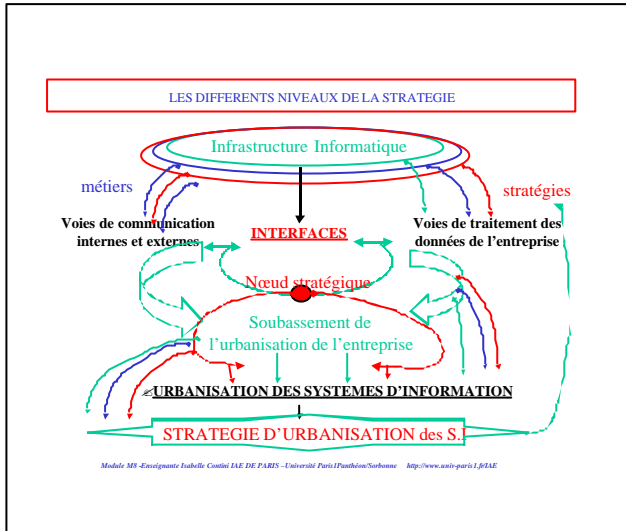 LES DIFFERENTS NIVEAUX DE LA STRATEGIE
Infrastructure Informatique
métiers
stratégies
Voies de communication
internes et externes
INTERFACES
Voies de traitement des
données de l'entreprise
Nœud stratégique
Soubassement de
l'urbanisation de l'entreprise
URBANISATION DES SYSTEMES D'INFORMATION
STRATEGIE D'URBANISATION des S.I
Module M8 -Enseignante Isabelle Contini IAE DE PARIS –Université Paris1Panthéon/Sorbonne http://www.univ-paris1.fr/IAE